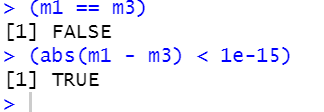 > (m1 == m3)
[1] FALSE
> (abs(m1 - m3) < 1e-15)
[1] TRUE
>